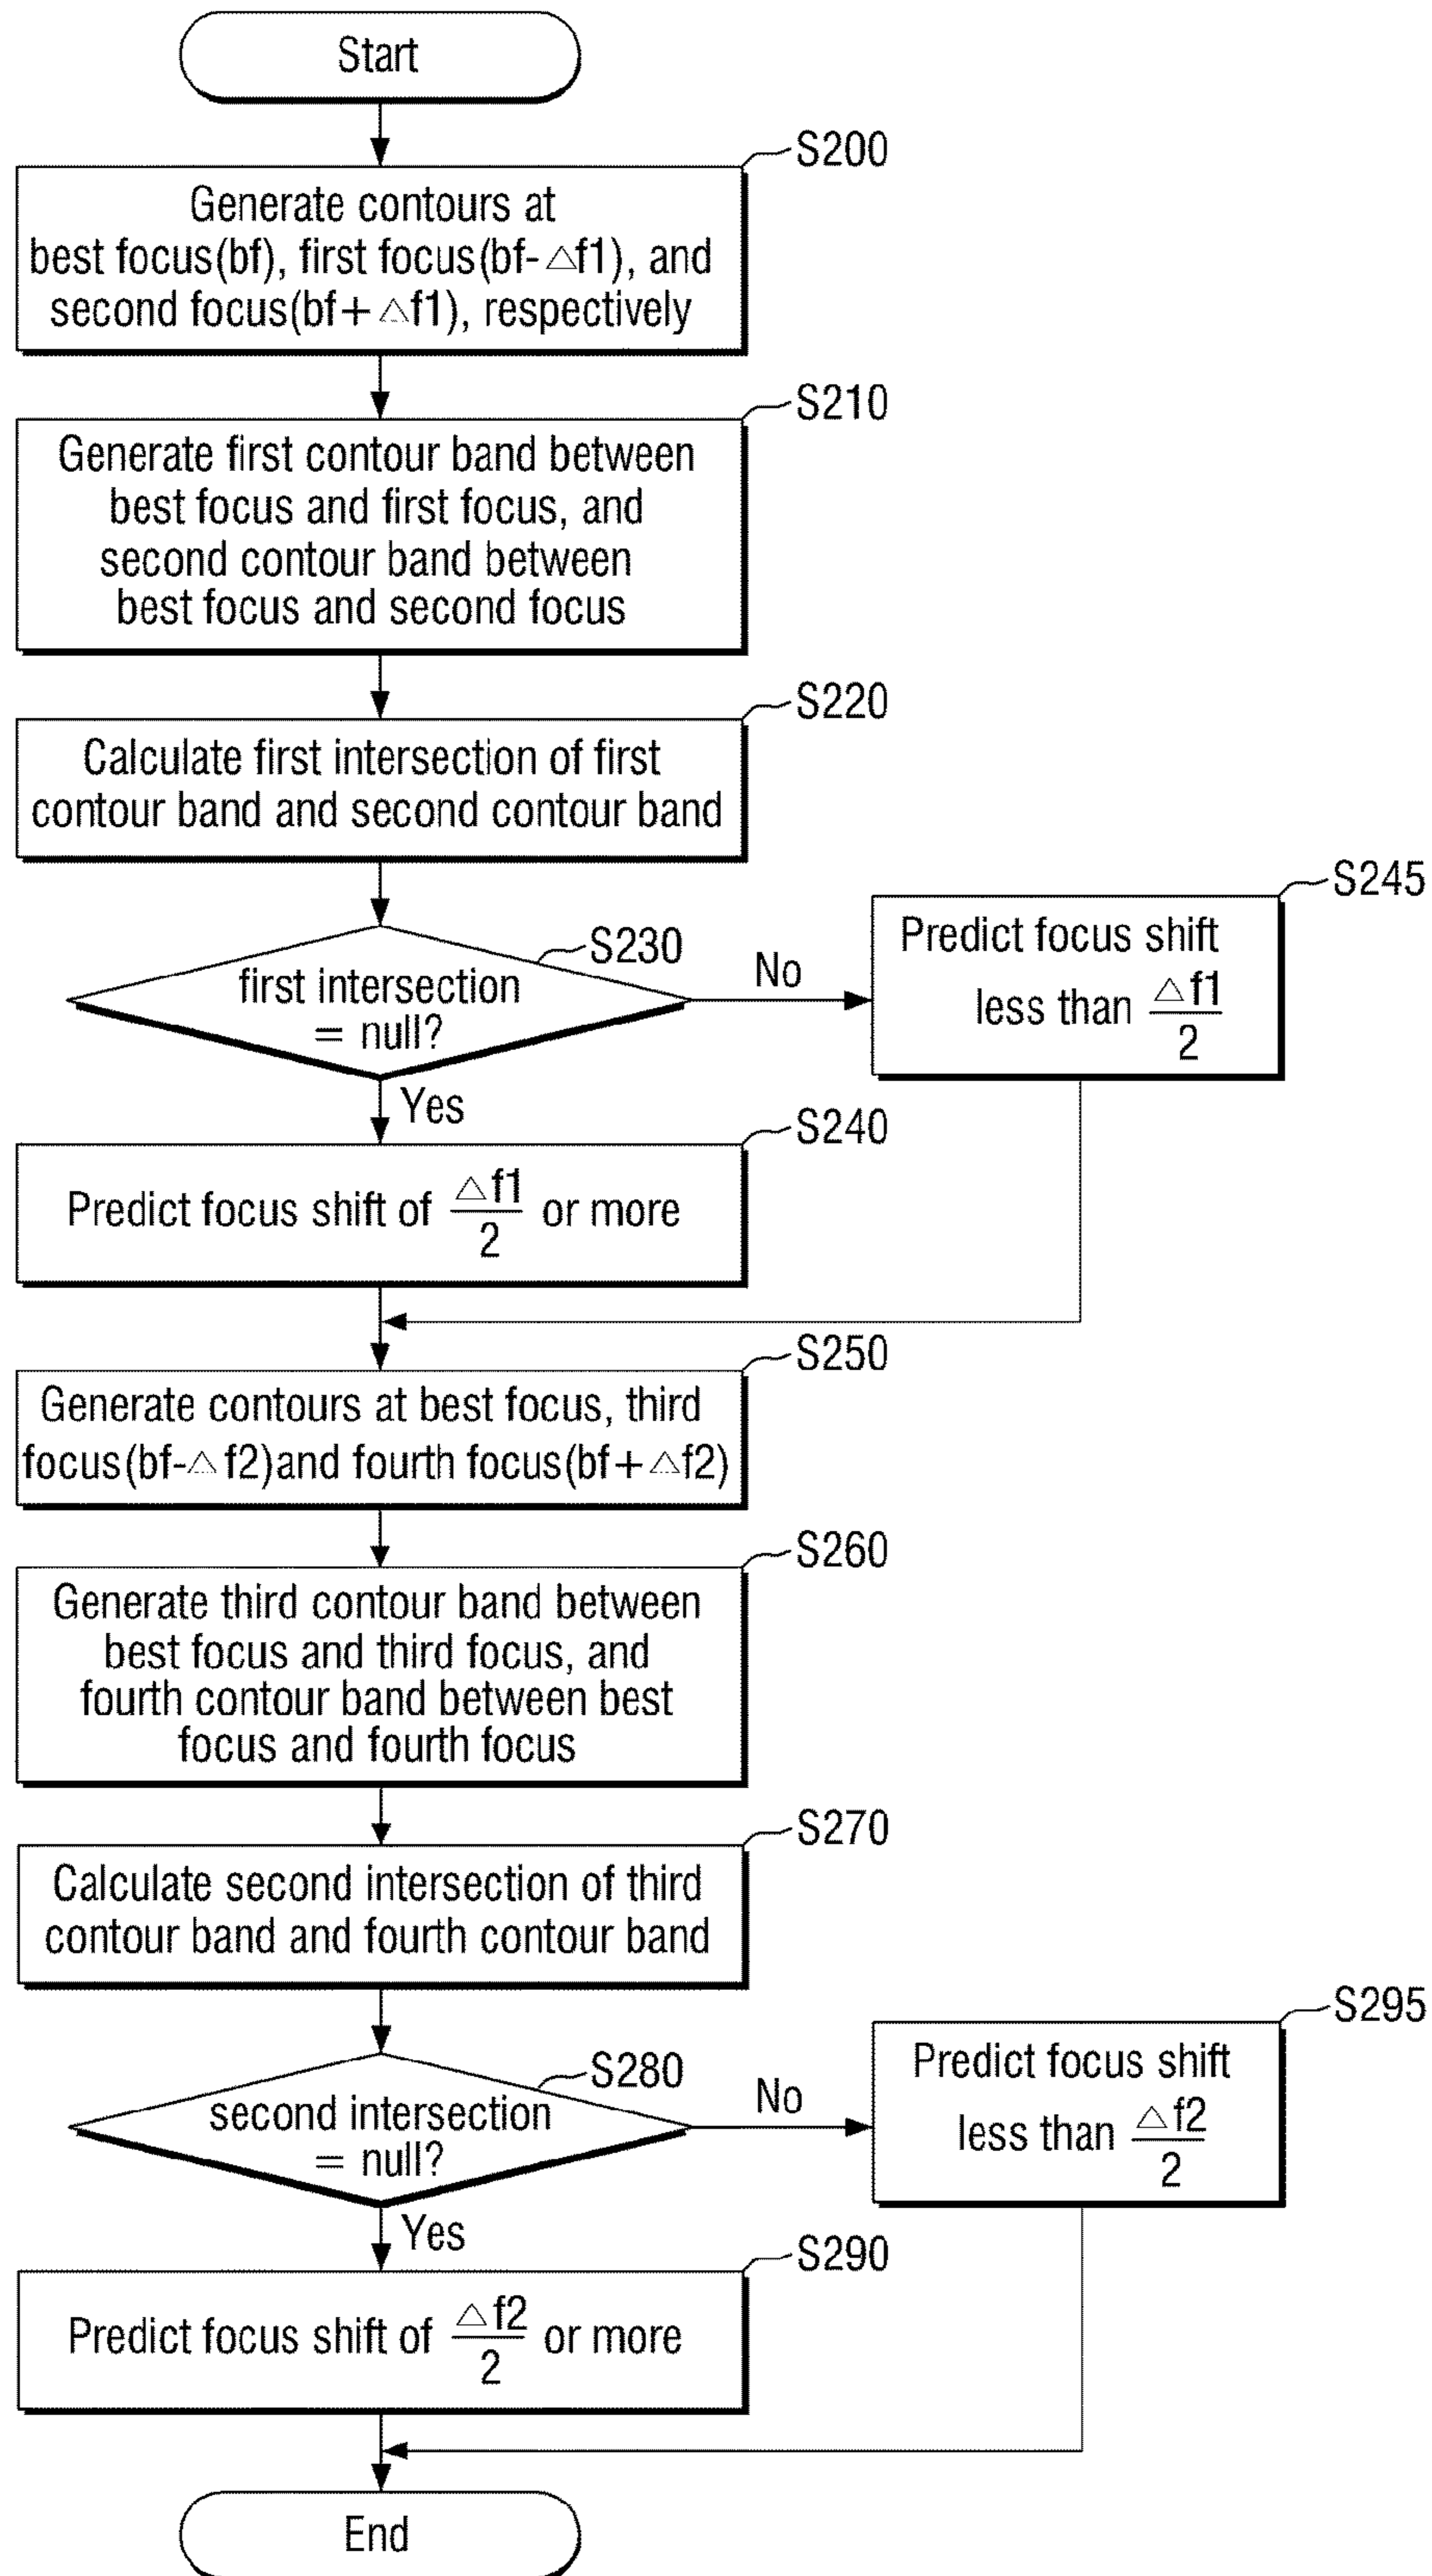 Start
S200
Generate contours at
best focus(bf), first focus(bf-△f1), and
second focus(bf+△f1), respectively
S210
Generate first contour band between
best focus and first focus, and
second contour band between
best focus and second focus
S220
Calculate first intersection of first
contour band and second contour band
S230
first intersection
= null?
No
S245
Predict focus shift
less than △f1/2
Yes
S240
Predict focus shift of △f1/2 or more
S250
Generate contours at best focus, third
focus(bf-△f2)and fourth focus(bf+△f2)
S260
Generate third contour band between
best focus and third focus, and
fourth contour band between best
focus and fourth focus
S270
Calculate second intersection of third
contour band and fourth contour band
S280
second intersection
= null?
No
S295
Predict focus shift
less than △f2/2
Yes
S290
Predict focus shift of △f2/2 or more
End